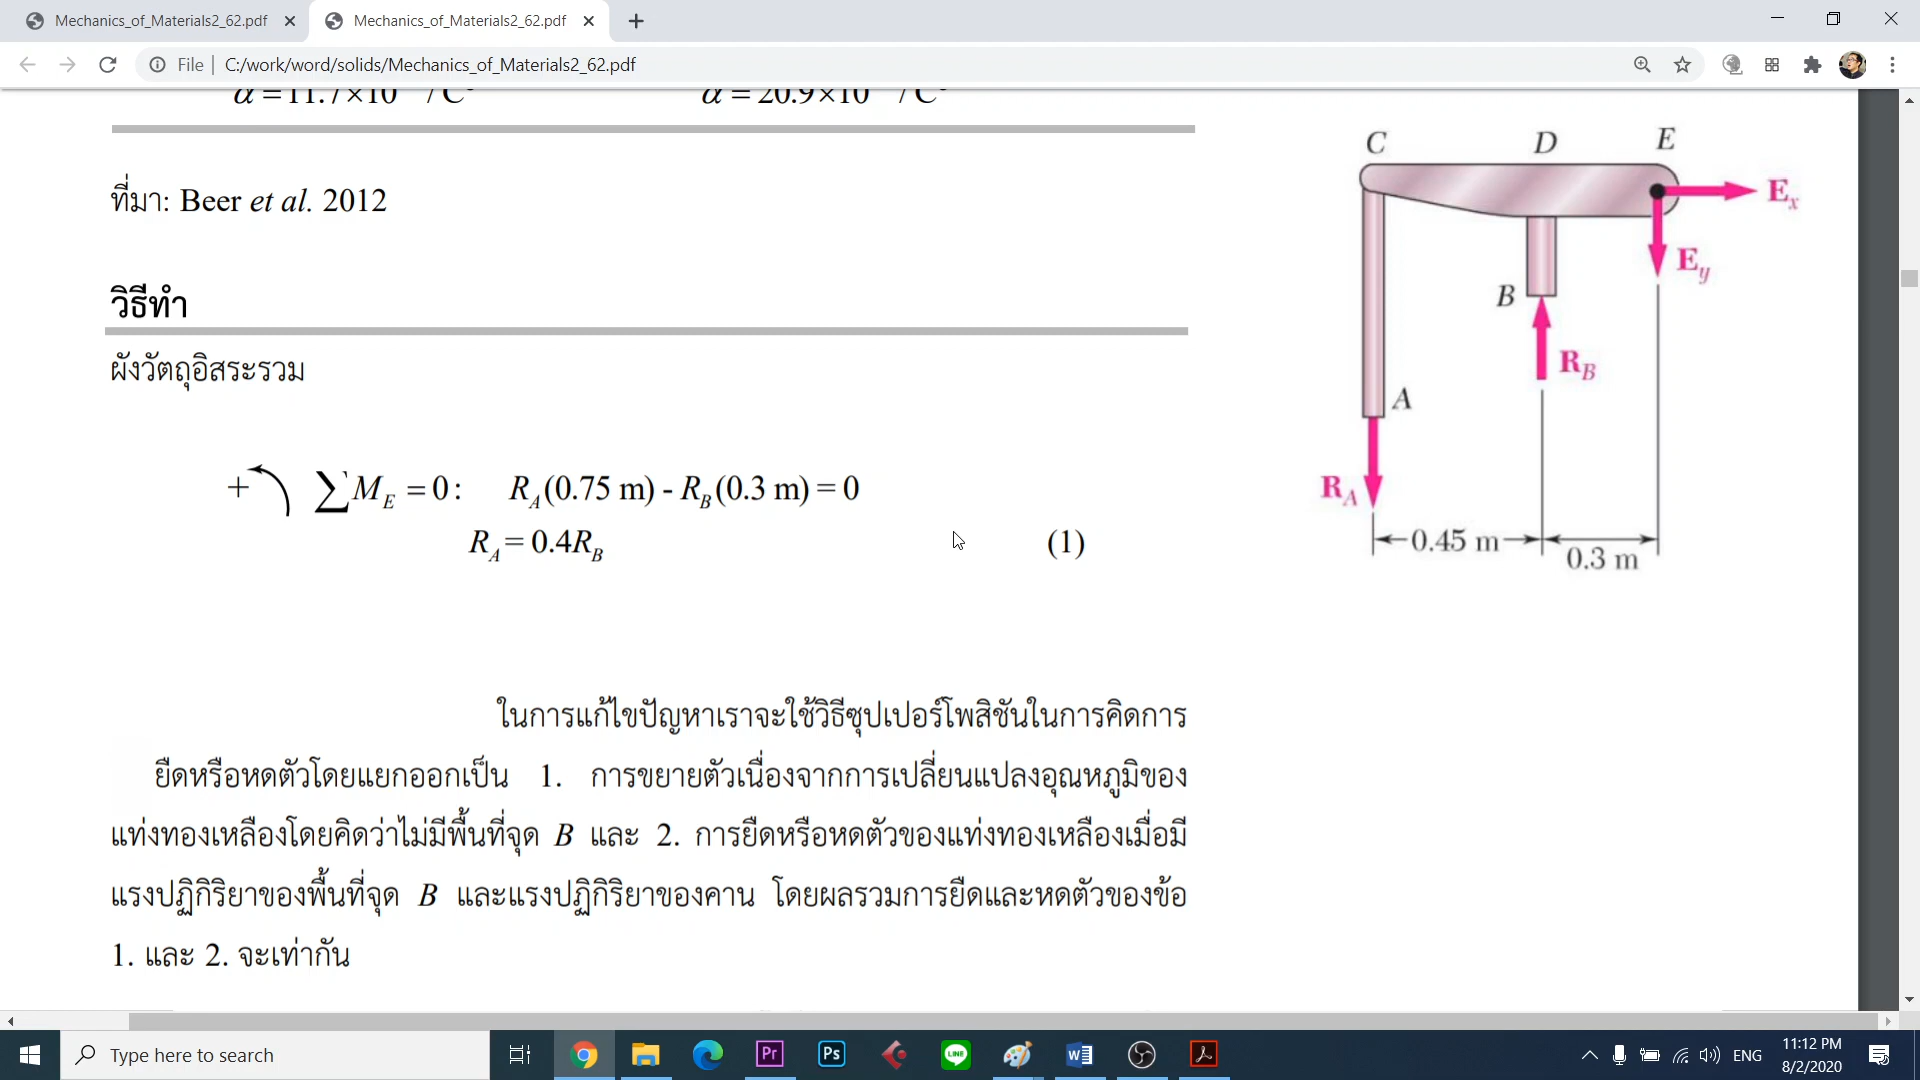 Mechanics_of_Materials2_62.pdf
Mechanics_of_Materials2_62.pdf
File | C:/work/word/solids/Mechanics_of_Materials2_62.pdf
ที่มา: Beer et al. 2012
วิธีทำ
ผังวัตถุอิสระรวม
+ ∑M_E = 0: R_A(0.75 m) - R_B(0.3 m) = 0
R_A = 0.4R_B (1)
ในการแก้ไขปัญหาเราจะใช้วิธีซุปเปอร์โพสิชันในการคิดการ
ยืดหรือหดตัวโดยแยกออกเป็น 1. การขยายตัวเนื่องจากการเปลี่ยนแปลงอุณหภูมิของ
แท่งทองเหลืองโดยคิดว่าไม่มีพื้นที่จุด B และ 2. การยืดหรือหดตัวของแท่งทองเหลืองเมื่อมี
แรงปฏิกิริยาของพื้นที่จุด B และแรงปฏิกิริยาของคาน โดยผลรวมการยืดและหดตัวของข้อ
1. และ 2. จะเท่ากัน
C D E
E_x
E_y
B
R_B
A
R_A
0.45 m
0.3 m
Type here to search
Pr
Ps
LINE
ENG
11:12 PM
8/2/2020